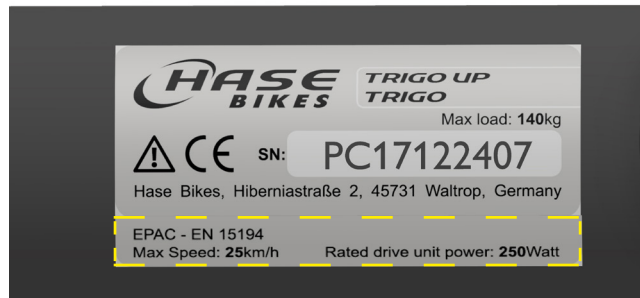 HASE
BIKES
TRIGO UP
TRIGO
Max load: 140kg
CE SN: PC17122407
Hase Bikes, Hiberniastraße 2, 45731 Waltrop, Germany
EPAC - EN 15194
Max Speed: 25km/h Rated drive unit power: 250Watt